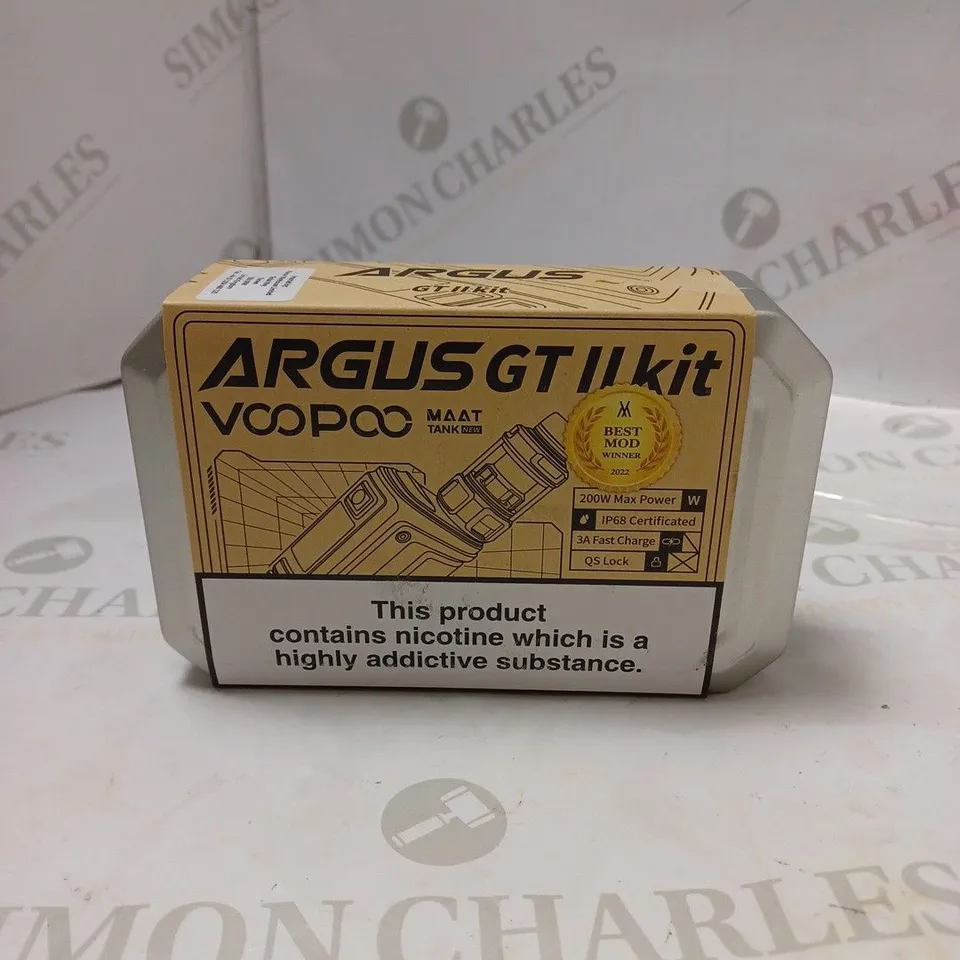 SIMON CHARLES
SIMON CHARLES
SIMON CHARLES
SIMON CHARLES
ARGUS
GT II kit
ARGUS GT II kit
VOOPOO
MAAT
TANK NEW
BEST
MOD
WINNER
2022
200W Max Power W
IP68 Certificated
3A Fast Charge
QS Lock
This product
contains nicotine which is a
highly addictive substance.
SIMON CHARLES